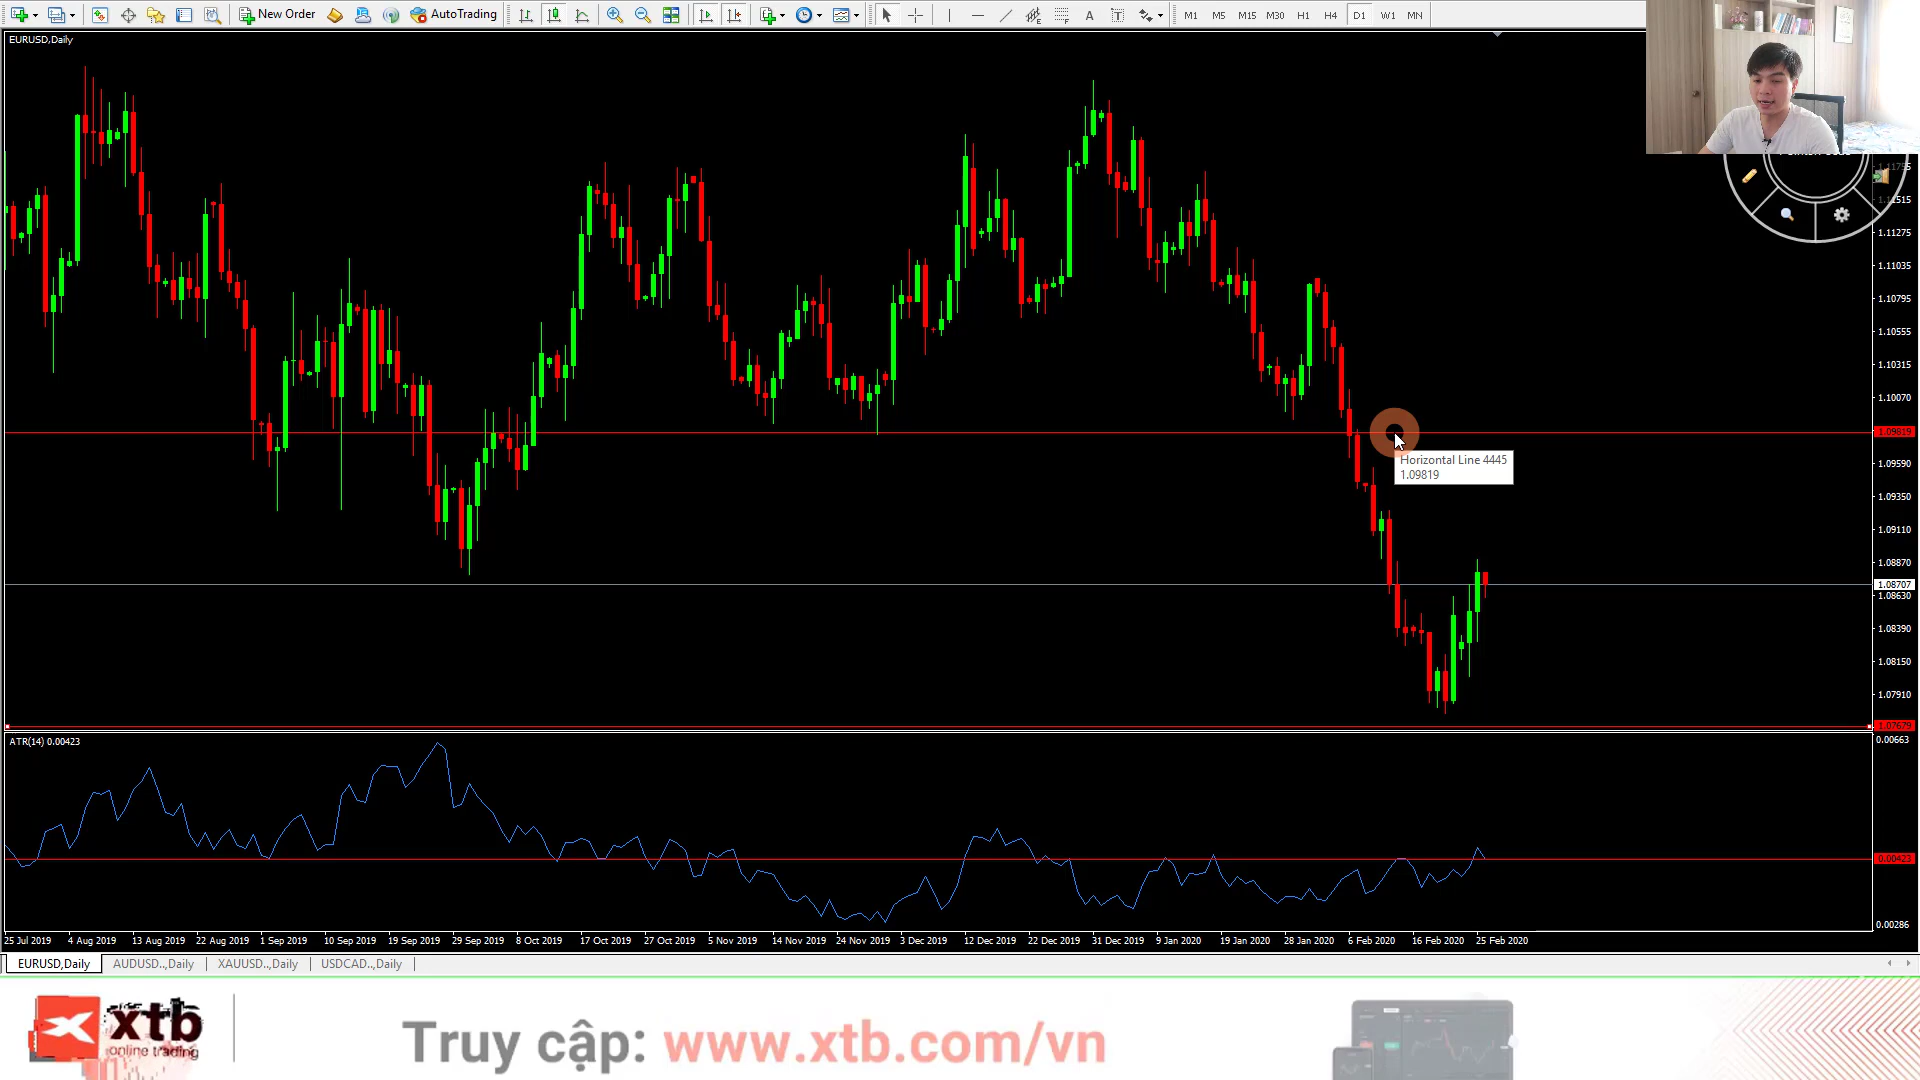 New Order
AutoTrading
A
T
M1
M5
M15
M30
H1
H4
D1
W1
MN
EURUSD,Daily
1.11275
1.11035
1.10795
1.10555
1.10315
1.10070
1.09819
1.09590
1.09350
1.09110
1.08870
1.08707
1.08630
1.08390
1.08150
1.07910
1.07679
Horizontal Line 4445
1.09819
ATR(14) 0.00423
0.00663
0.00423
0.00286
25 Jul 2019
4 Aug 2019
13 Aug 2019
22 Aug 2019
1 Sep 2019
10 Sep 2019
19 Sep 2019
29 Sep 2019
8 Oct 2019
17 Oct 2019
27 Oct 2019
5 Nov 2019
14 Nov 2019
24 Nov 2019
3 Dec 2019
12 Dec 2019
22 Dec 2019
31 Dec 2019
9 Jan 2020
19 Jan 2020
28 Jan 2020
6 Feb 2020
16 Feb 2020
25 Feb 2020
EURUSD,Daily
AUDUSD..,Daily
XAUUSD..,Daily
USDCAD..,Daily
xtb
online trading
Truy cập: www.xtb.com/vn